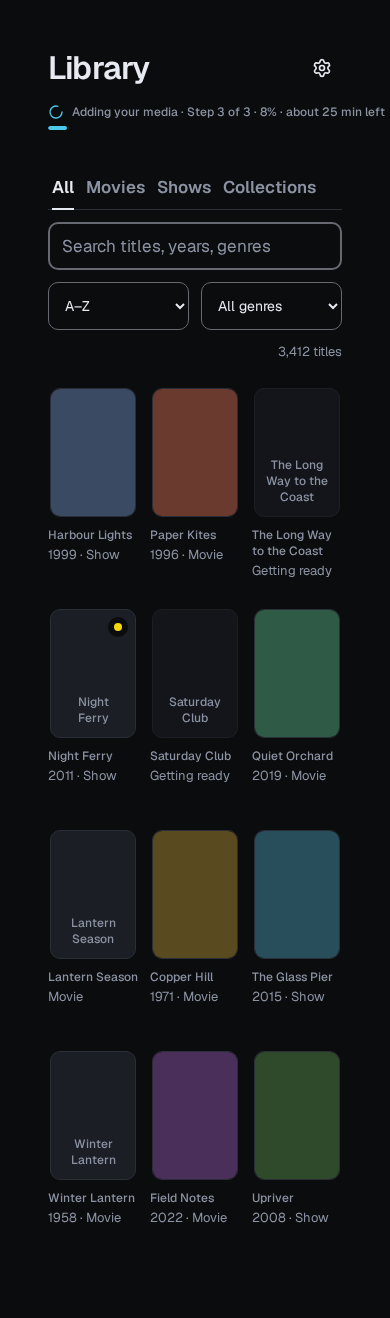 Library
Adding your media · Step 3 of 3 · 8% · about 25 min left
All Movies Shows Collections
Search titles, years, genres
A–Z All genres
3,412 titles
The Long
Way to the
Coast
Harbour Lights
1999 · Show
Paper Kites
1996 · Movie
The Long Way
to the Coast
Getting ready
Night
Ferry
Saturday
Club
Night Ferry
2011 · Show
Saturday Club
Getting ready
Quiet Orchard
2019 · Movie
Lantern
Season
Lantern Season
Movie
Copper Hill
1971 · Movie
The Glass Pier
2015 · Show
Winter
Lantern
Winter Lantern
1958 · Movie
Field Notes
2022 · Movie
Upriver
2008 · Show